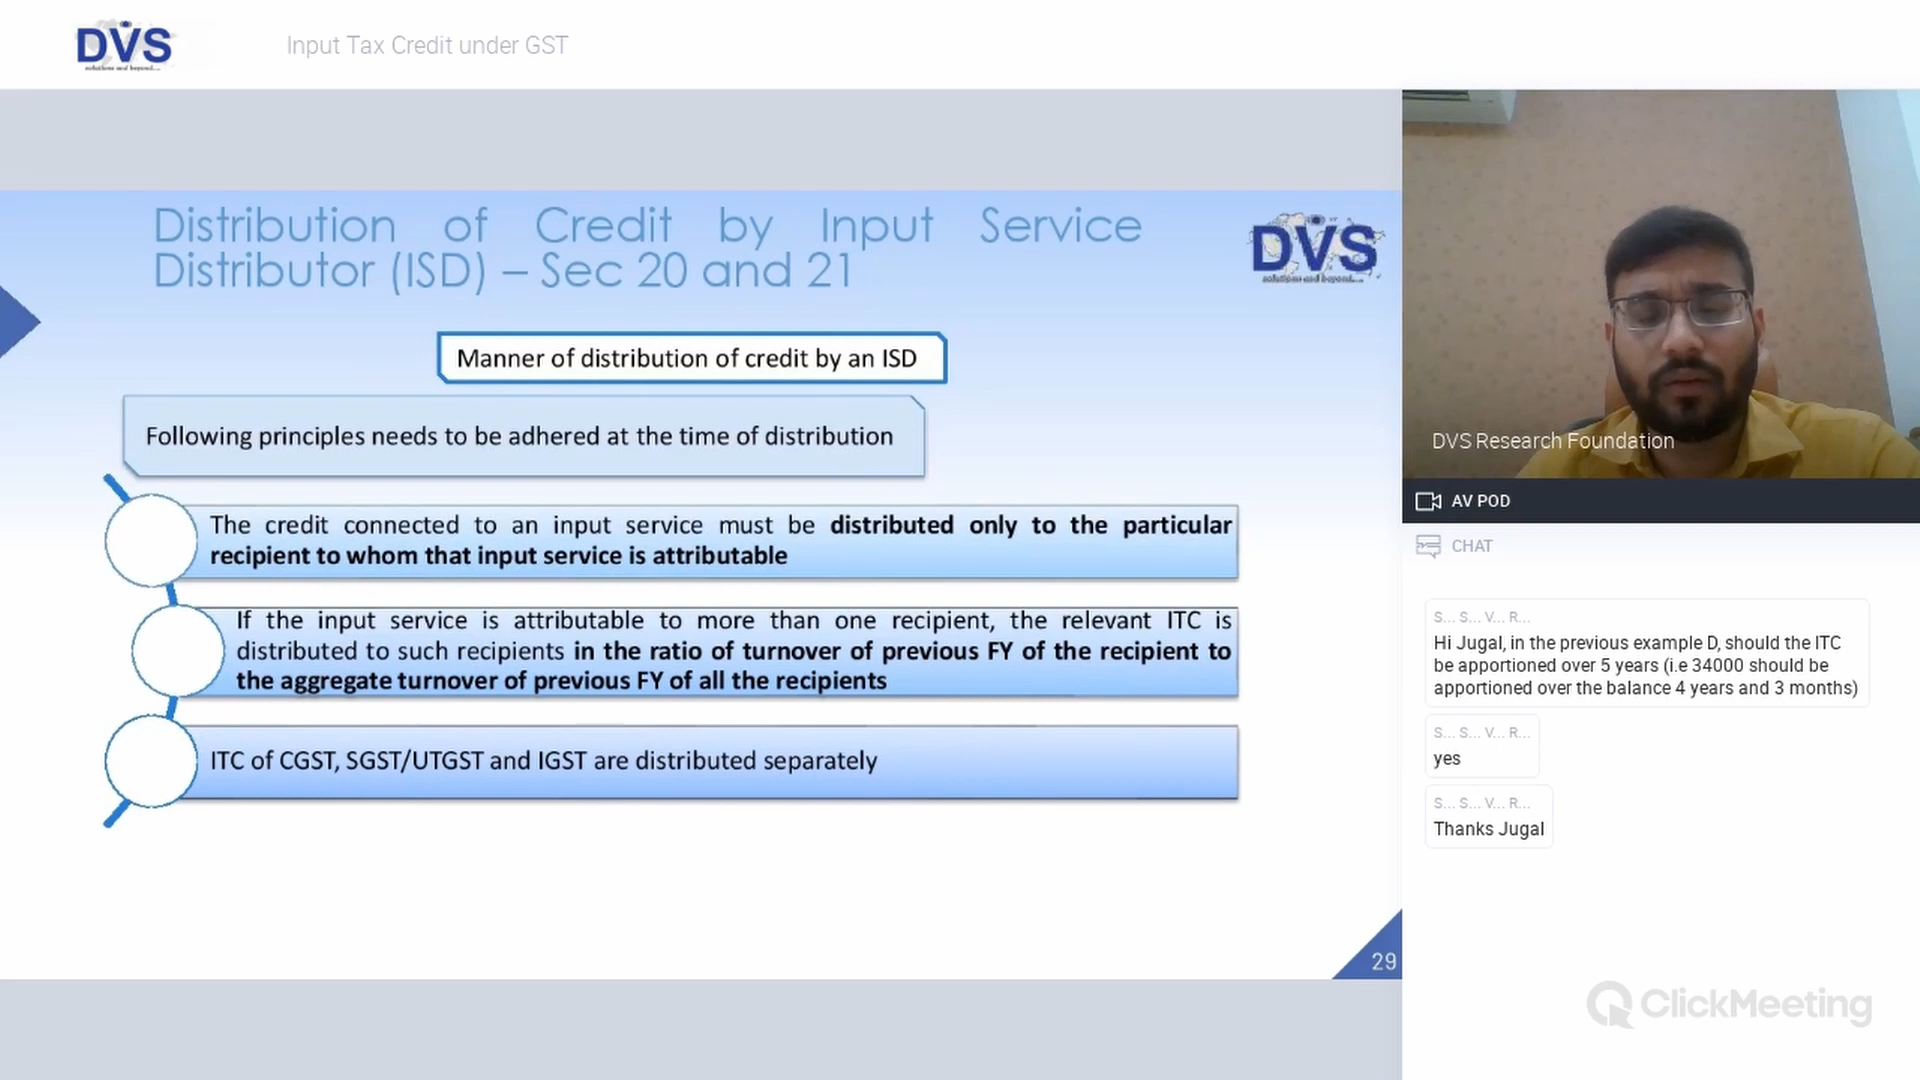 DVS
solutions and beyond...
Input Tax Credit under GST
Distribution of Credit by Input Service
Distributor (ISD) – Sec 20 and 21
DVS
solutions and beyond...
Manner of distribution of credit by an ISD
Following principles needs to be adhered at the time of distribution
The credit connected to an input service must be distributed only to the particular
recipient to whom that input service is attributable
If the input service is attributable to more than one recipient, the relevant ITC is
distributed to such recipients in the ratio of turnover of previous FY of the recipient to
the aggregate turnover of previous FY of all the recipients
ITC of CGST, SGST/UTGST and IGST are distributed separately
29
DVS Research Foundation
AV POD
CHAT
S... S... V... R...
Hi Jugal, in the previous example D, should the ITC
be apportioned over 5 years (i.e 34000 should be
apportioned over the balance 4 years and 3 months)
S... S... V... R...
yes
S... S... V... R...
Thanks Jugal
ClickMeeting